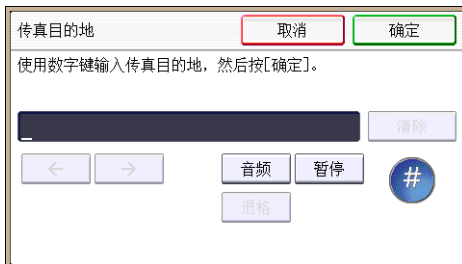 传真目的地 取消 确定
使用数字键输入传真目的地，然后按[确定]。
清除
← → 音频 暂停 #
退格